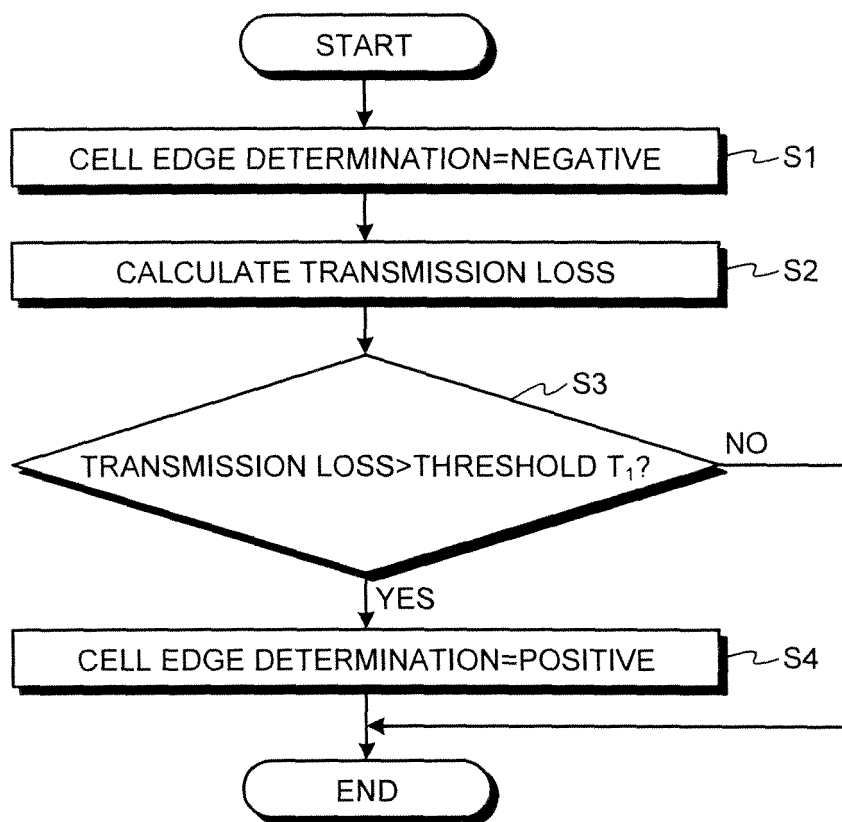 START
CELL EDGE DETERMINATION=NEGATIVE
S1
CALCULATE TRANSMISSION LOSS
S2
S3
TRANSMISSION LOSS>THRESHOLD T₁?
NO
YES
CELL EDGE DETERMINATION=POSITIVE
S4
END